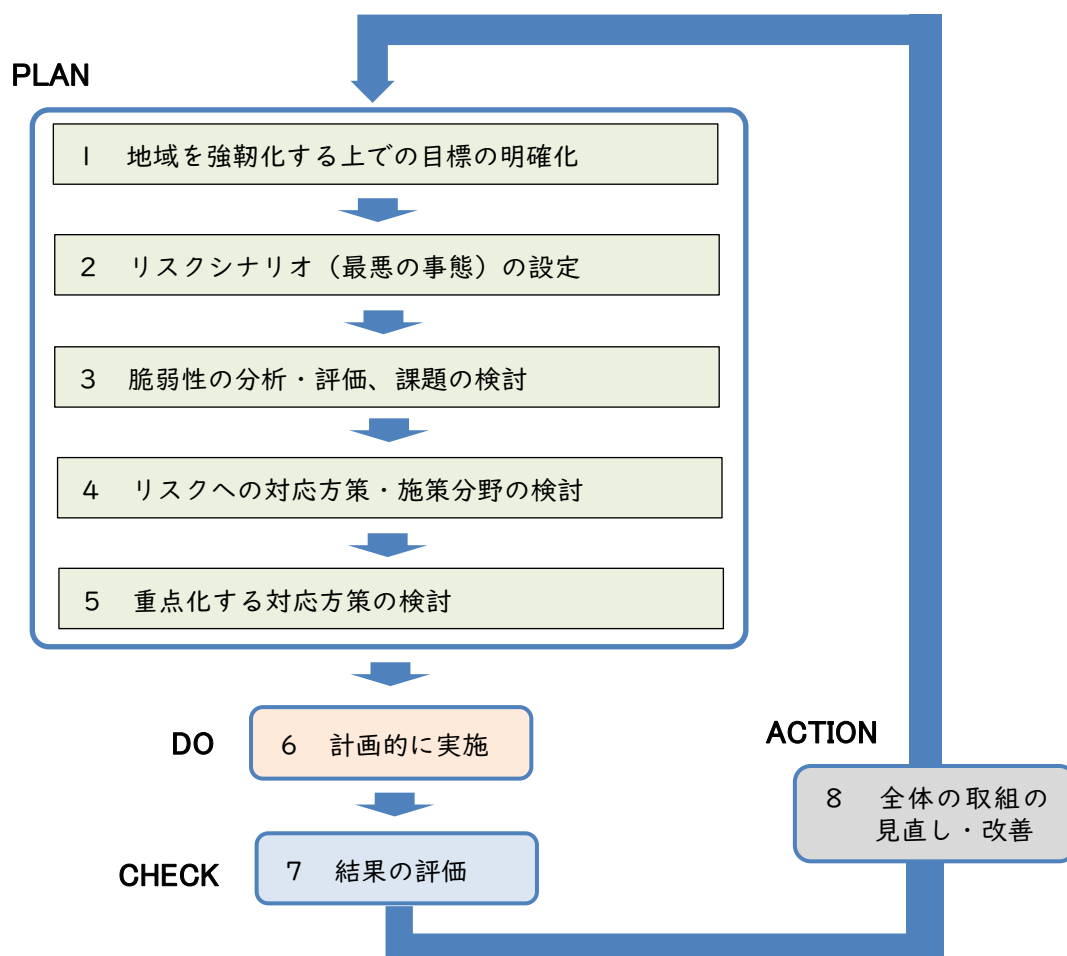 PLAN
1 地域を強靭化する上での目標の明確化
2 リスクシナリオ（最悪の事態）の設定
3 脆弱性の分析・評価、課題の検討
4 リスクへの対応方策・施策分野の検討
5 重点化する対応方策の検討
DO
6 計画的に実施
CHECK
7 結果の評価
ACTION
8 全体の取組の
見直し・改善